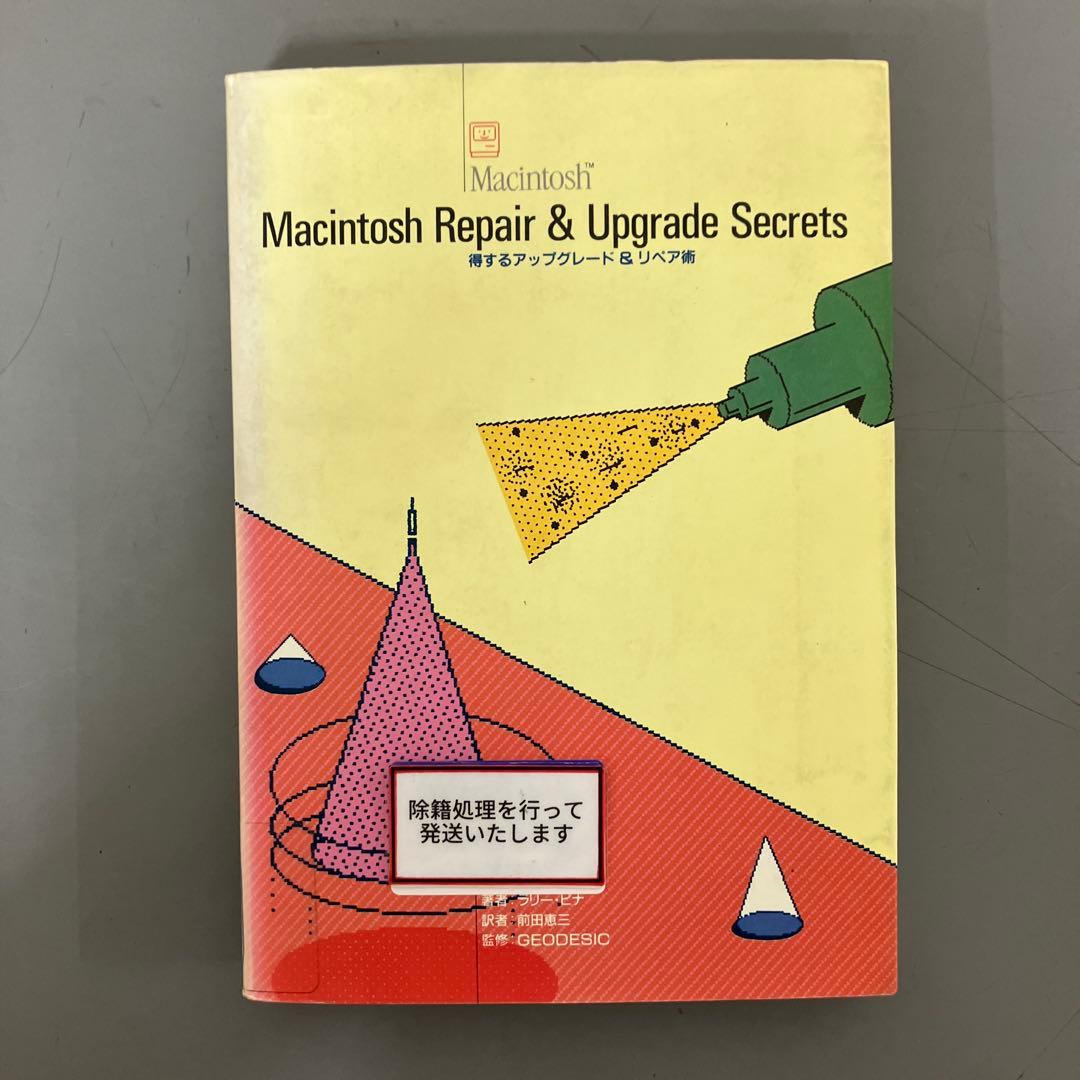 Macintosh™
Macintosh Repair & Upgrade Secrets
得するアップグレード&リペア術
除籍処理を行って
発送いたします
著者:ラリー・ピナ
訳者:前田恵三
監修:GEODESIC